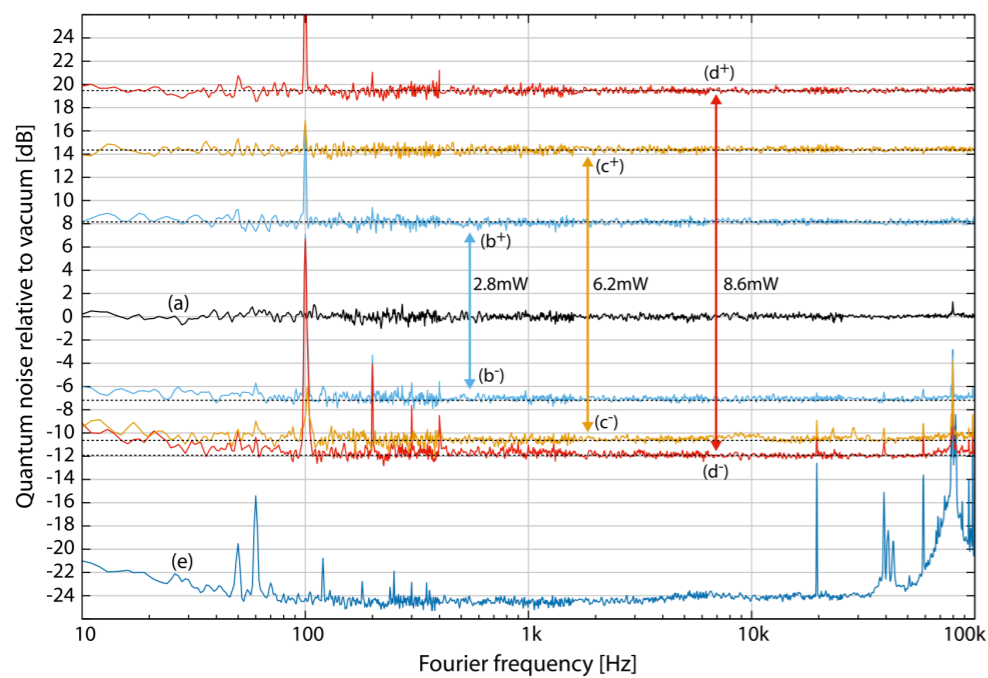 Quantum noise relative to vacuum [dB]
24
22
20
18
16
14
12
10
8
6
4
2
0
-2
-4
-6
-8
-10
-12
-14
-16
-18
-20
-22
-24
(d⁺)
(c⁺)
(b⁺)
2.8mW
6.2mW
8.6mW
(a)
(b⁻)
(c⁻)
(d⁻)
(e)
10
100
1k
10k
100k
Fourier frequency [Hz]